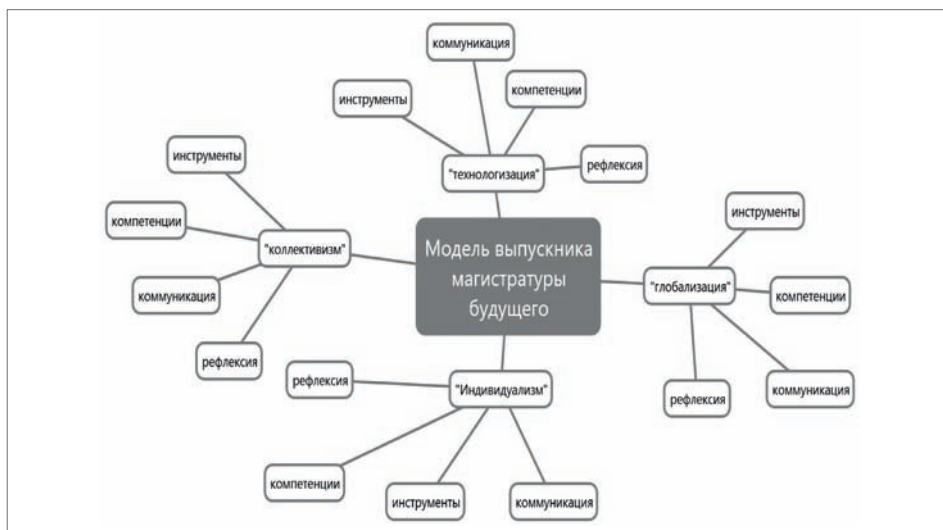 коммуникация
инструменты
компетенции
"технологизация"
рефлексия
инструменты
компетенции
"коллективизм"
коммуникация
рефлексия
Модель выпускника
магистратуры
будущего
инструменты
"глобализация"
компетенции
рефлексия
коммуникация
рефлексия
"Индивидуализм"
компетенции
инструменты
коммуникация